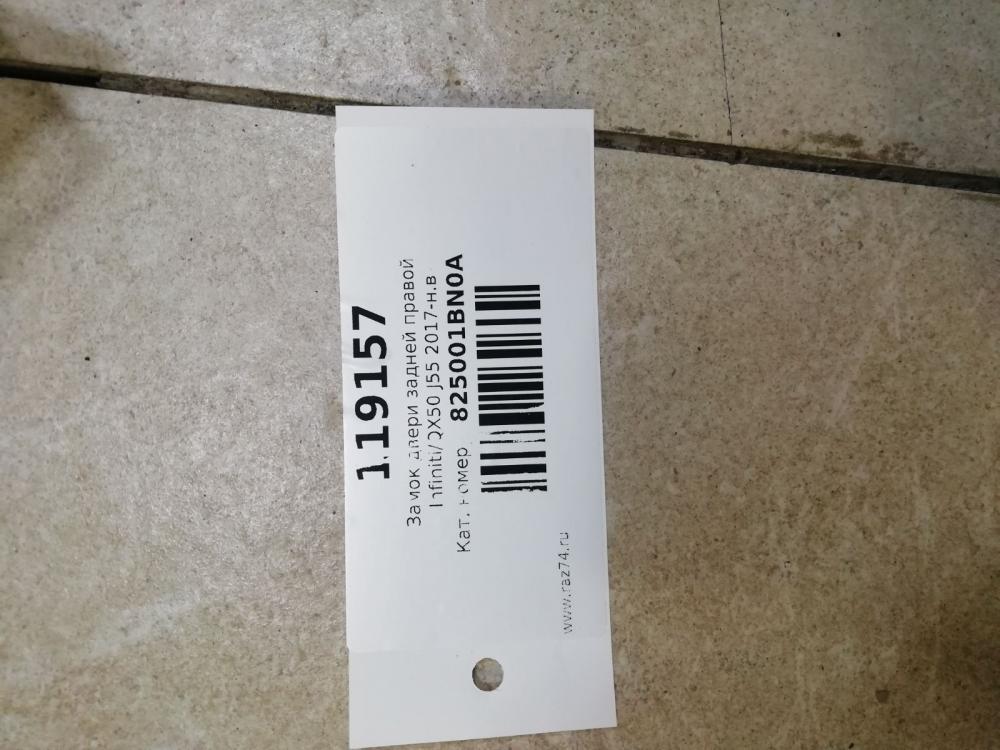 119157
Замок двери задней правой
Infiniti/QX50 J55 2017-н.в
Кат. номер 825001BN0A
www.raz74.ru